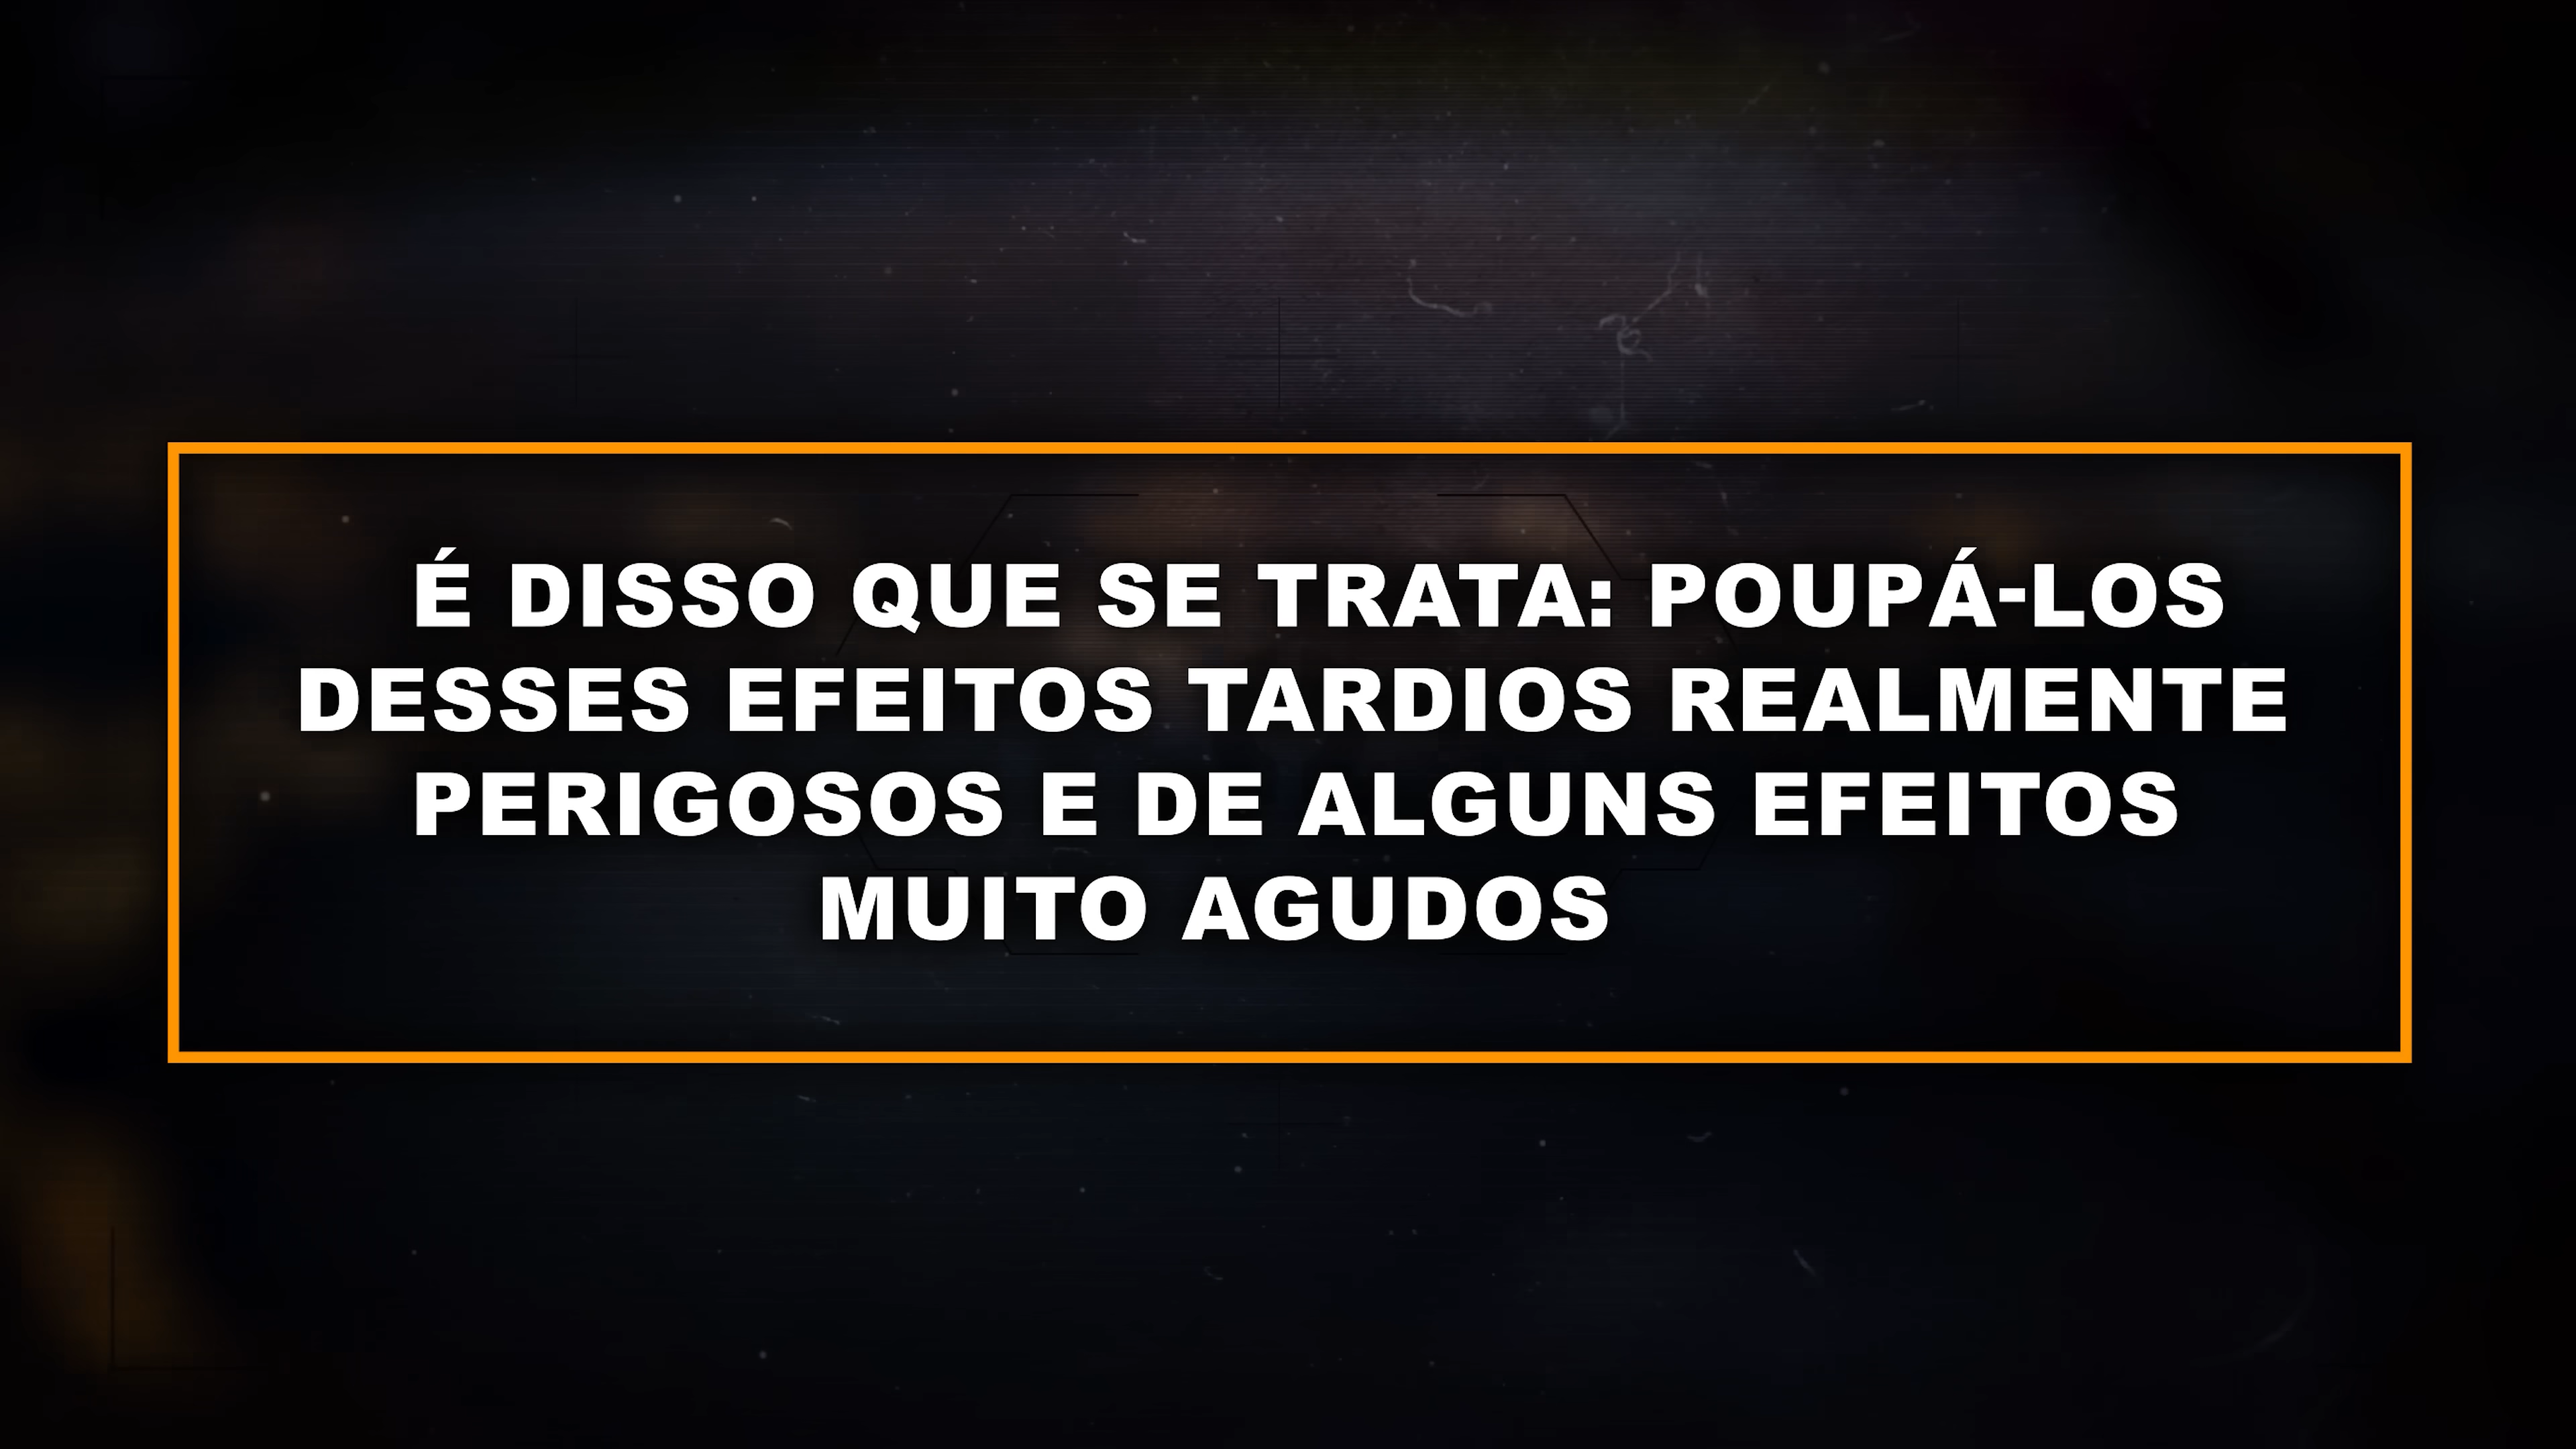 É DISSO QUE SE TRATA: POUPÁ-LOS
DESSES EFEITOS TARDIOS REALMENTE
PERIGOSOS E DE ALGUNS EFEITOS
MUITO AGUDOS